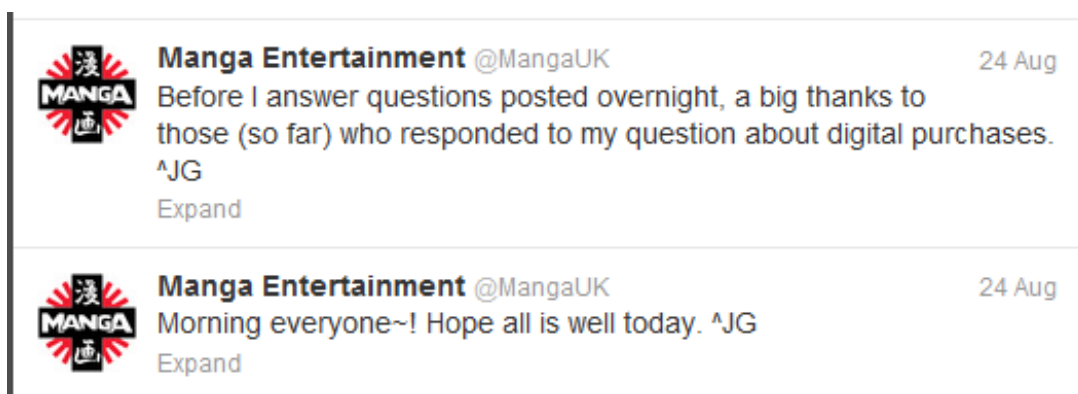 Manga Entertainment @MangaUK 24 Aug
漫
MANGA
画
Before I answer questions posted overnight, a big thanks to
those (so far) who responded to my question about digital purchases.
^JG
Expand
Manga Entertainment @MangaUK 24 Aug
漫
MANGA
画
Morning everyone~! Hope all is well today. ^JG
Expand